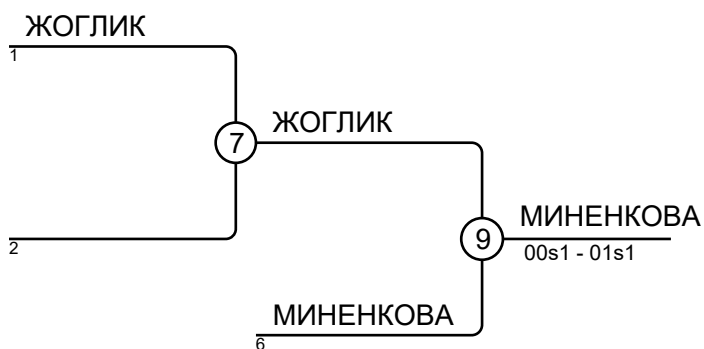 ЖОГЛИК
1
7
ЖОГЛИК
2
9
МИНЕНКОВА
00s1 - 01s1
МИНЕНКОВА
6